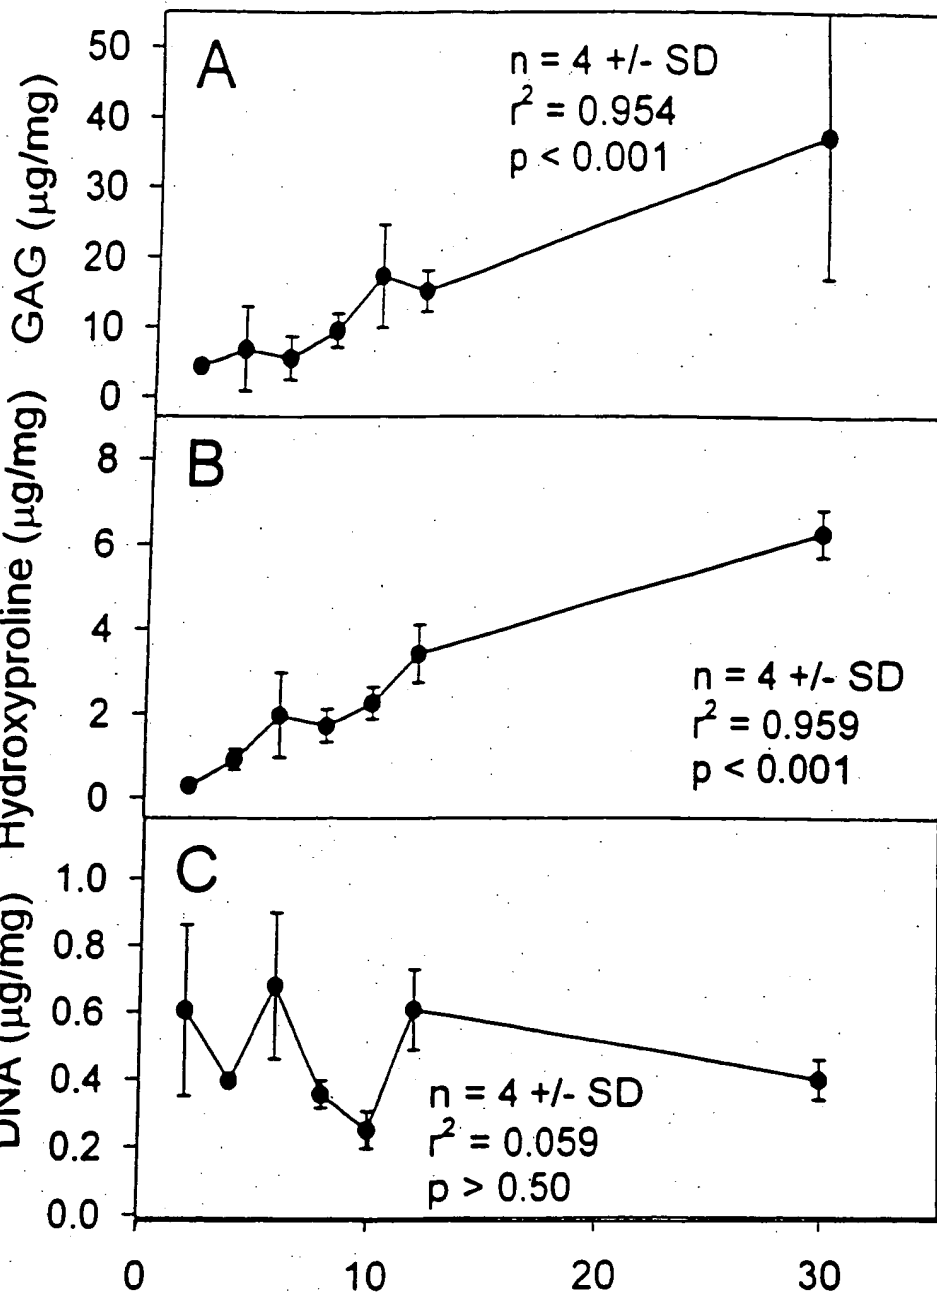 A
n = 4 +/- SD
r² = 0.954
p < 0.001
GAG (µg/mg)
50
40
30
20
10
0
B
n = 4 +/- SD
r² = 0.959
p < 0.001
Hydroxyproline (µg/mg)
8
6
4
2
0
C
n = 4 +/- SD
r² = 0.059
p > 0.50
DNA (µg/mg)
1.0
0.8
0.6
0.4
0.2
0.0
0 10 20 30